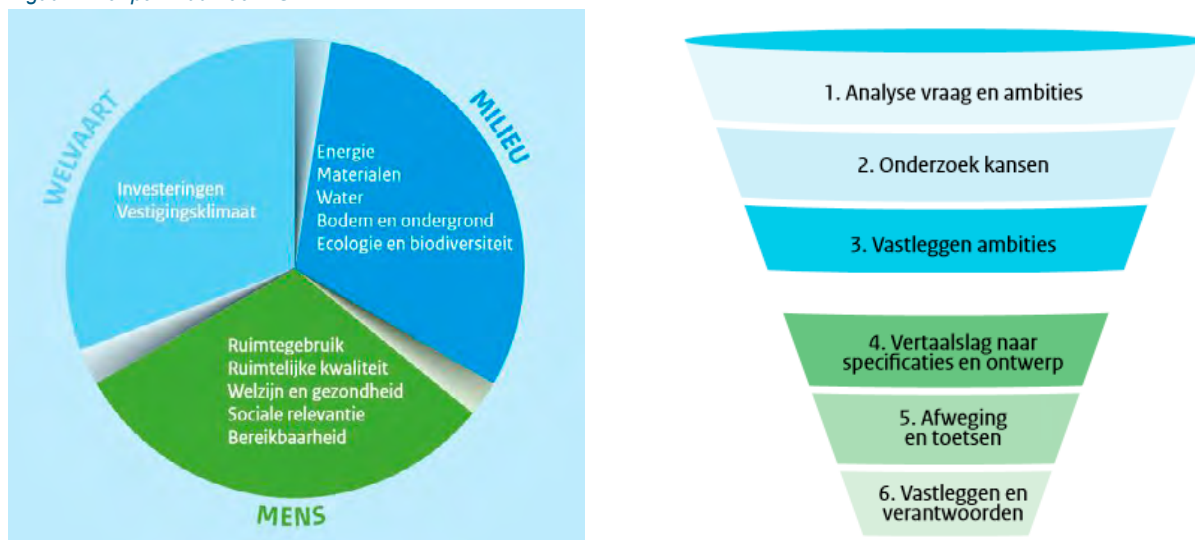 WELVAART
Investeringen
Vestigingsklimaat
MILIEU
Energie
Materialen
Water
Bodem en ondergrond
Ecologie en biodiversiteit
Ruimtegebruik
Ruimtelijke kwaliteit
Welzijn en gezondheid
Sociale relevantie
Bereikbaarheid
MENS
1. Analyse vraag en ambities
2. Onderzoek kansen
3. Vastleggen ambities
4. Vertaalslag naar
specificaties en ontwerp
5. Afweging
en toetsen
6. Vastleggen en
verantwoorden